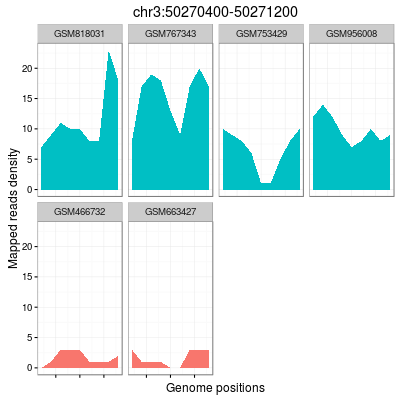 chr3:50270400-50271200
GSM818031 GSM767343 GSM753429 GSM956008
20
15
10
5
0
GSM466732 GSM663427
20
15
10
5
0
Mapped reads density
Genome positions